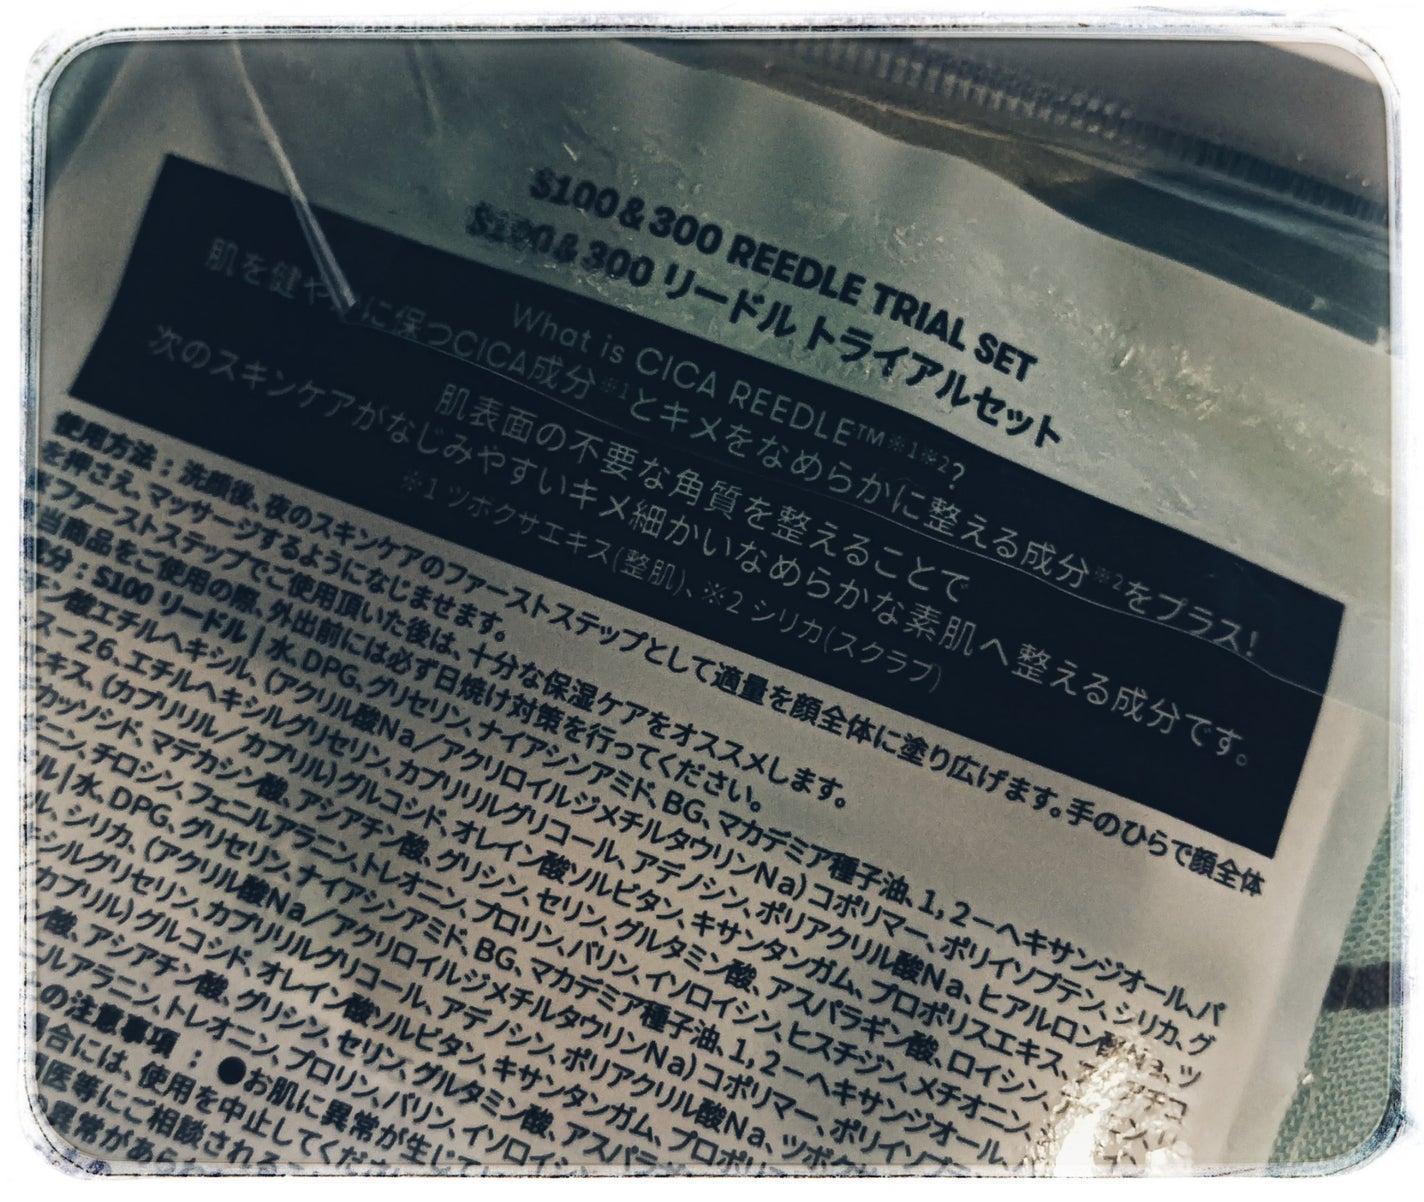 S100 & 300 REEDLE TRIAL SET
S100 & 300 リードル トライアルセット
What is CICA REEDLE™※1※2?
肌を健やかに保つCICA成分※1とキメをなめらかに整える成分※2をプラス!
肌表面の不要な角質を整えることで
次のスキンケアがなじみやすいキメ細かいなめらかな素肌へ整える成分です。
※1 ツボクサエキス(整肌)、※2 シリカ(スクラブ)
使用方法:洗顔後、夜のスキンケアのファーストステップとして適量を顔全体に塗り広げます。手のひらで顔全体
を押さえ、マッサージするようになじませます。
ファーストステップでご使用頂いた後は、十分な保湿ケアをオススメします。
当商品をご使用の際、外出前には必ず日焼け対策を行ってください。
成分:S100 リードル | 水、DPG、グリセリン、ナイアシンアミド、BG、マカデミア種子油、1,2-ヘキサンジオール、パ
ン酸エチルヘキシル、(アクリル酸Na/アクリロイルジメチルタウリンNa)コポリマー、ポリイソブテン、シリカ、グ
スー26、エチルヘキシルグリセリン、カプリリルグリコール、アデノシン、ポリアクリル酸Na、ヒアルロン酸Na、ツ
エキス、(カプリリル/カプリル)グルコシド、オレイン酸ソルビタン、キサンタンガム、プロポリスエキス、
カッソシド、マデカシン酸、アシアチン酸、グリシン、セリン、グルタミン酸、アスパラギン酸、ロイシン、
ニン、チロシン、フェニルアラニン、トレオニン、プロリン、バリン、イソロイシン、ヒスチジン、メチオニン、
ル | 水、DPG、グリセリン、ナイアシンアミド、BG、マカデミア種子油、1,2-ヘキサンジオール、
ル、シリカ、(アクリル酸Na/アクリロイルジメチルタウリンNa)コポリマー、ポリイソブテ
シルグリセリン、カプリリルグリコール、アデノシン、ポリアクリル酸Na、ツボク
カプリル)グルコシド、オレイン酸ソルビタン、キサンタンガム、プロポリ
酸、アシアチン酸、グリシン、セリン、グルタミン酸、アスパ
ルアラニン、トレオニン、プロリン、バリン、イソロイシン
の注意事項:●お肌に異常が生じて
合には、使用を中止してくだ
医等にご相談される
異常があら